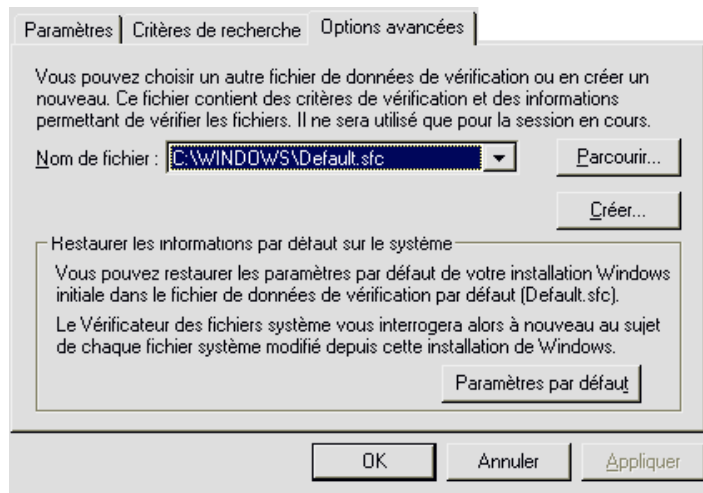 Paramètres Critères de recherche Options avancées
Vous pouvez choisir un autre fichier de données de vérification ou en créer un
nouveau. Ce fichier contient des critères de vérification et des informations
permettant de vérifier les fichiers. Il ne sera utilisé que pour la session en cours.
Nom de fichier : C:\WINDOWS\Default.sfc Parcourir...
Créer...
Restaurer les informations par défaut sur le système
Vous pouvez restaurer les paramètres par défaut de votre installation Windows
initiale dans le fichier de données de vérification par défaut (Default.sfc).
Le Vérificateur des fichiers système vous interrogera alors à nouveau au sujet
de chaque fichier système modifié depuis cette installation de Windows.
Paramètres par défaut
OK Annuler Appliquer